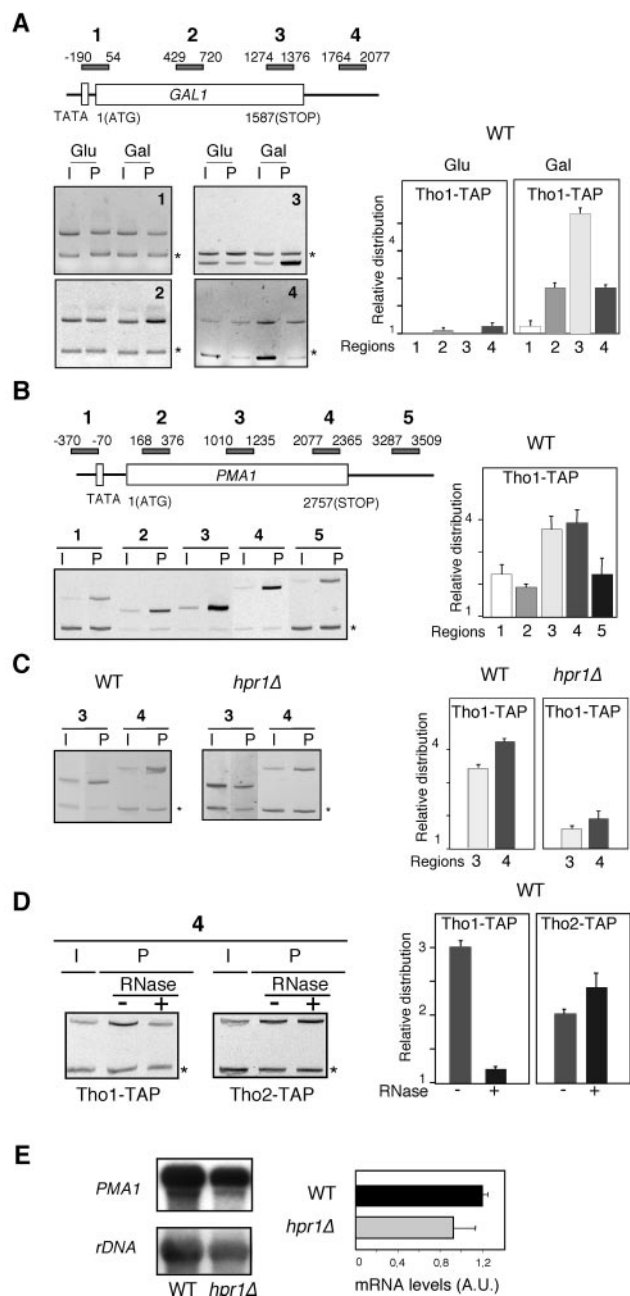 A
1 2 3 4
-190 54 429 720 1274 1376 1764 2077
GAL1
TATA 1(ATG) 1587(STOP)
Glu Gal Glu Gal
I P I P I P I P
1 3
* *
2 4
* *
WT
Glu Gal
Tho1-TAP Tho1-TAP
Relative distribution
4 4
1 1
Regions 1 2 3 4 1 2 3 4
B
1 2 3 4 5
-370 -70 168 376 1010 1235 2077 2365 3287 3509
PMA1
TATA 1(ATG) 2757(STOP)
1 2 3 4 5
I P I P I P I P I P
*
WT
Tho1-TAP
Relative distribution
4
1
Regions 1 2 3 4 5
C
WT hpr1Δ
3 4 3 4
I P I P I P I P
* *
WT hpr1Δ
Tho1-TAP Tho1-TAP
Relative distribution
4 4
1 1
Regions 3 4 3 4
D
4
I P I P
RNase RNase
- + - +
* *
Tho1-TAP Tho2-TAP
WT
Tho1-TAP Tho2-TAP
Relative distribution
3
2
1 1
RNase - + - +
E
PMA1
rDNA
WT hpr1Δ
WT
hpr1Δ
0 0,4 0,8 1,2
mRNA levels (A.U.)